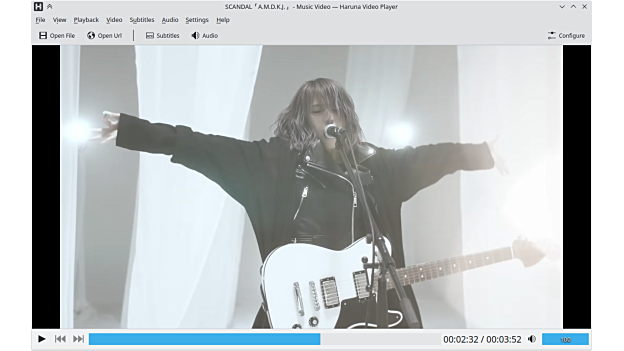 SCANDAL「A.M.D.K.J.」 - Music Video — Haruna Video Player
File View Playback Video Subtitles Audio Settings Help
Open File Open Url Subtitles Audio Configure
00:02:32 / 00:03:52 100